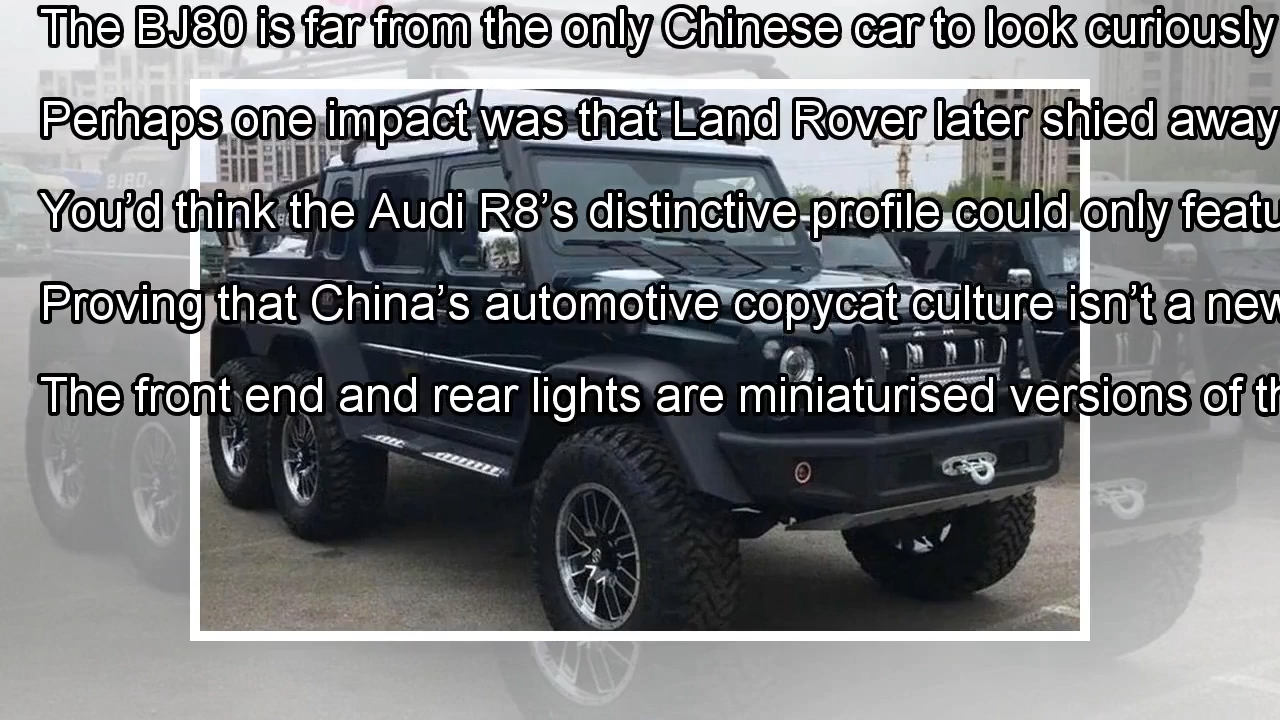 The BJ80 is far from the only Chinese car to look curiously
Perhaps one impact was that Land Rover later shied away
You’d think the Audi R8’s distinctive profile could only featu
Proving that China’s automotive copycat culture isn’t a new
The front end and rear lights are miniaturised versions of th
BJ80